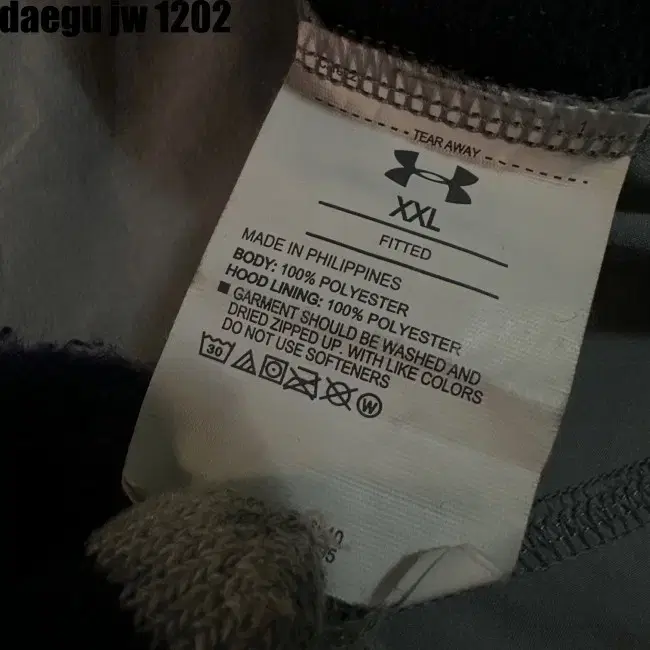 daegu jw 1202
TEAR AWAY
XXL
FITTED
MADE IN PHILIPPINES
BODY: 100% POLYESTER
HOOD LINING: 100% POLYESTER
GARMENT SHOULD BE WASHED AND
DRIED ZIPPED UP. WITH LIKE COLORS
DO NOT USE SOFTENERS
30
W